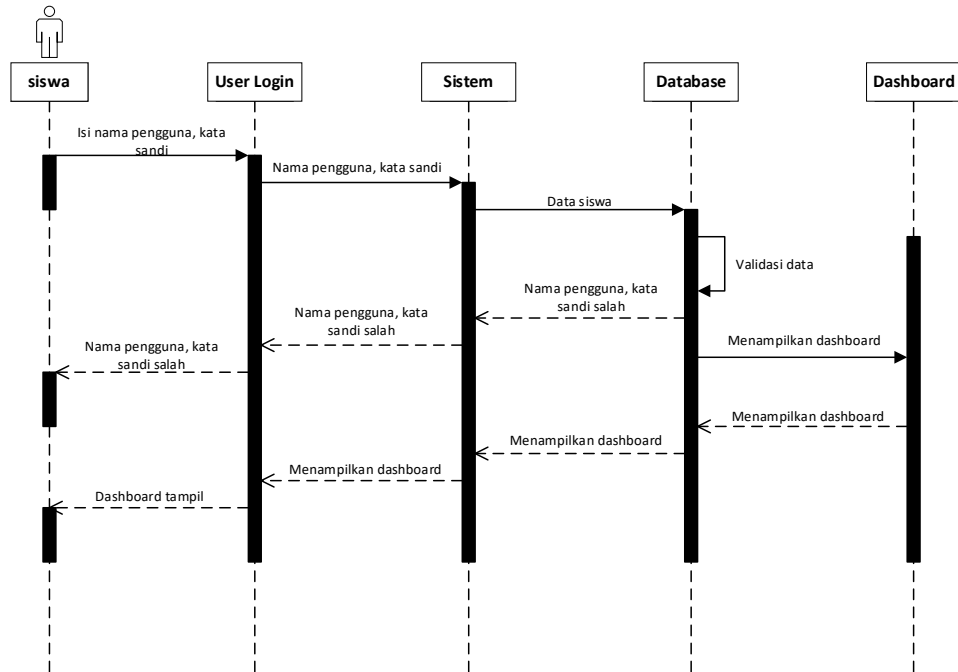 siswa
User Login
Sistem
Database
Dashboard
Isi nama pengguna, kata
sandi
Nama pengguna, kata sandi
Data siswa
Validasi data
Nama pengguna, kata
sandi salah
Nama pengguna, kata
sandi salah
Nama pengguna, kata
sandi salah
Menampilkan dashboard
Menampilkan dashboard
Menampilkan dashboard
Menampilkan dashboard
Dashboard tampil